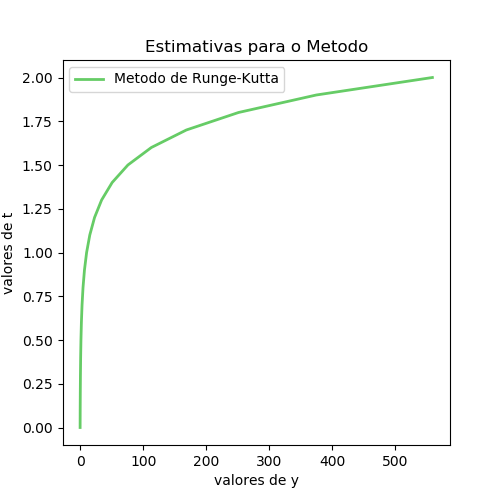 Estimativas para o Metodo
Metodo de Runge-Kutta
valores de t
2.00
1.75
1.50
1.25
1.00
0.75
0.50
0.25
0.00
0 100 200 300 400 500
valores de y